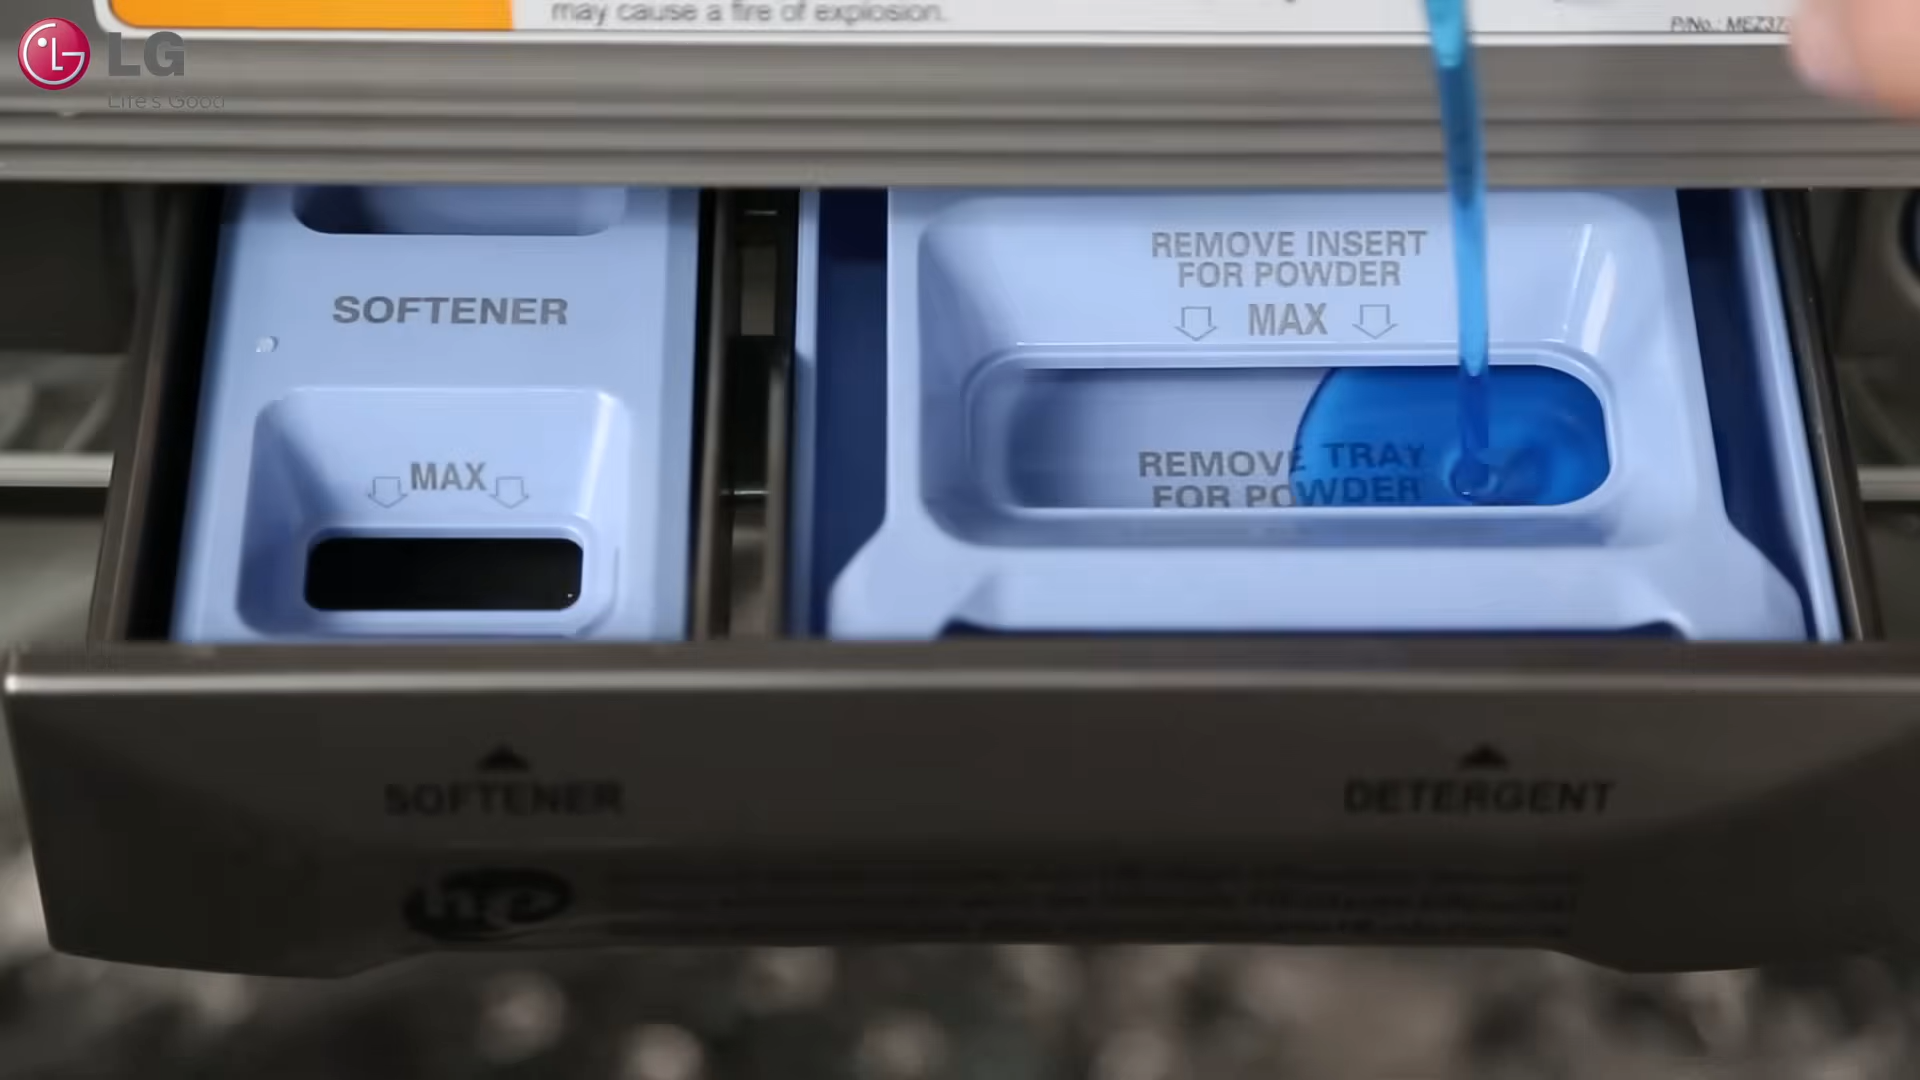 LG
Life's Good
may cause a fire or explosion.
P/No.: MEZ37
SOFTENER
MAX
REMOVE INSERT
FOR POWDER
MAX
REMOVE TRAY
FOR POWDER
SOFTENER
DETERGENT
he